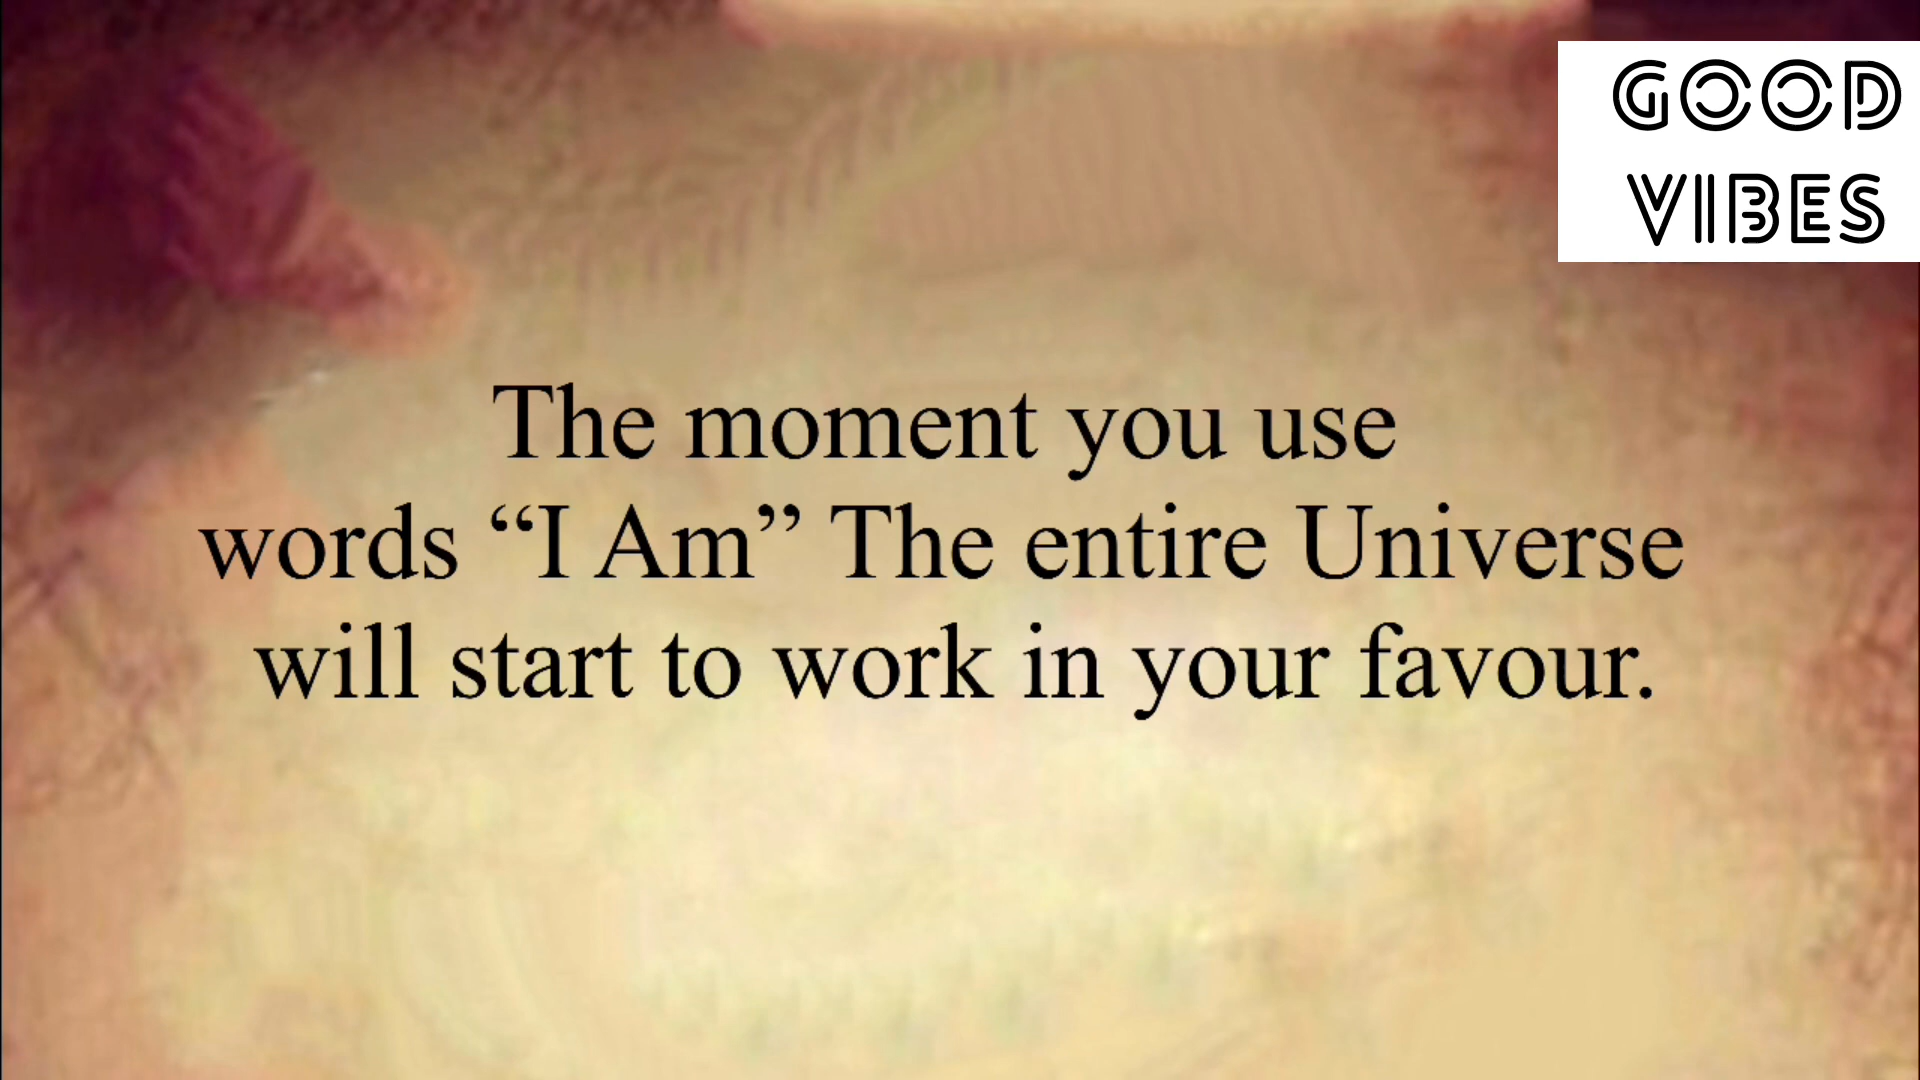 GOOD
VIBES
The moment you use
words “I Am” The entire Universe
will start to work in your favour.